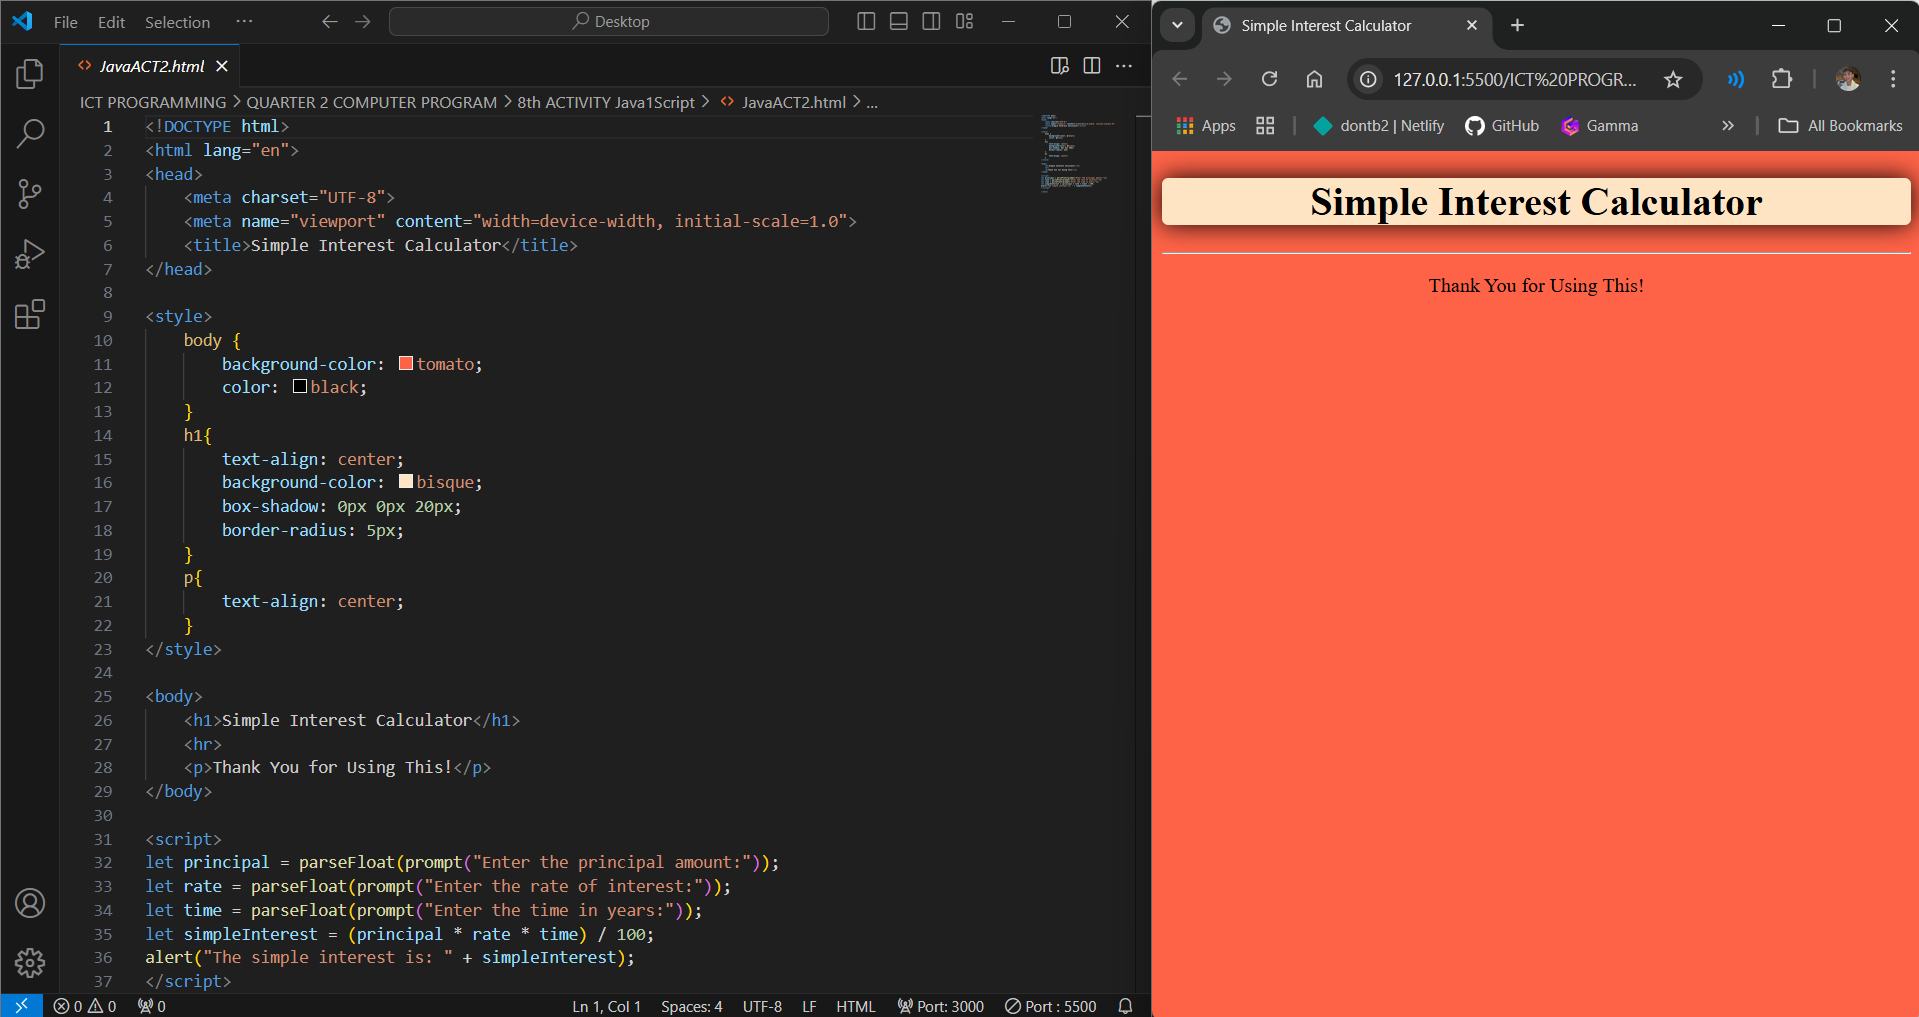 File Edit Selection ··· Desktop
JavaACT2.html
ICT PROGRAMMING > QUARTER 2 COMPUTER PROGRAM > 8th ACTIVITY Java1Script > JavaACT2.html > ...
1 <!DOCTYPE html>
2 <html lang="en">
3 <head>
4     <meta charset="UTF-8">
5     <meta name="viewport" content="width=device-width, initial-scale=1.0">
6     <title>Simple Interest Calculator</title>
7 </head>
8
9 <style>
10     body {
11         background-color: tomato;
12         color: black;
13     }
14     h1{
15         text-align: center;
16         background-color: bisque;
17         box-shadow: 0px 0px 20px;
18         border-radius: 5px;
19     }
20     p{
21         text-align: center;
22     }
23 </style>
24
25 <body>
26     <h1>Simple Interest Calculator</h1>
27     <hr>
28     <p>Thank You for Using This!</p>
29 </body>
30
31 <script>
32 let principal = parseFloat(prompt("Enter the principal amount:"));
33 let rate = parseFloat(prompt("Enter the rate of interest:"));
34 let time = parseFloat(prompt("Enter the time in years:"));
35 let simpleInterest = (principal * rate * time) / 100;
36 alert("The simple interest is: " + simpleInterest);
37 </script>
0 0 0 Ln 1, Col 1 Spaces: 4 UTF-8 LF HTML Port: 3000 Port : 5500
Simple Interest Calculator
127.0.0.1:5500/ICT%20PROGR...
Apps dontb2 | Netlify GitHub Gamma » All Bookmarks
Simple Interest Calculator
Thank You for Using This!